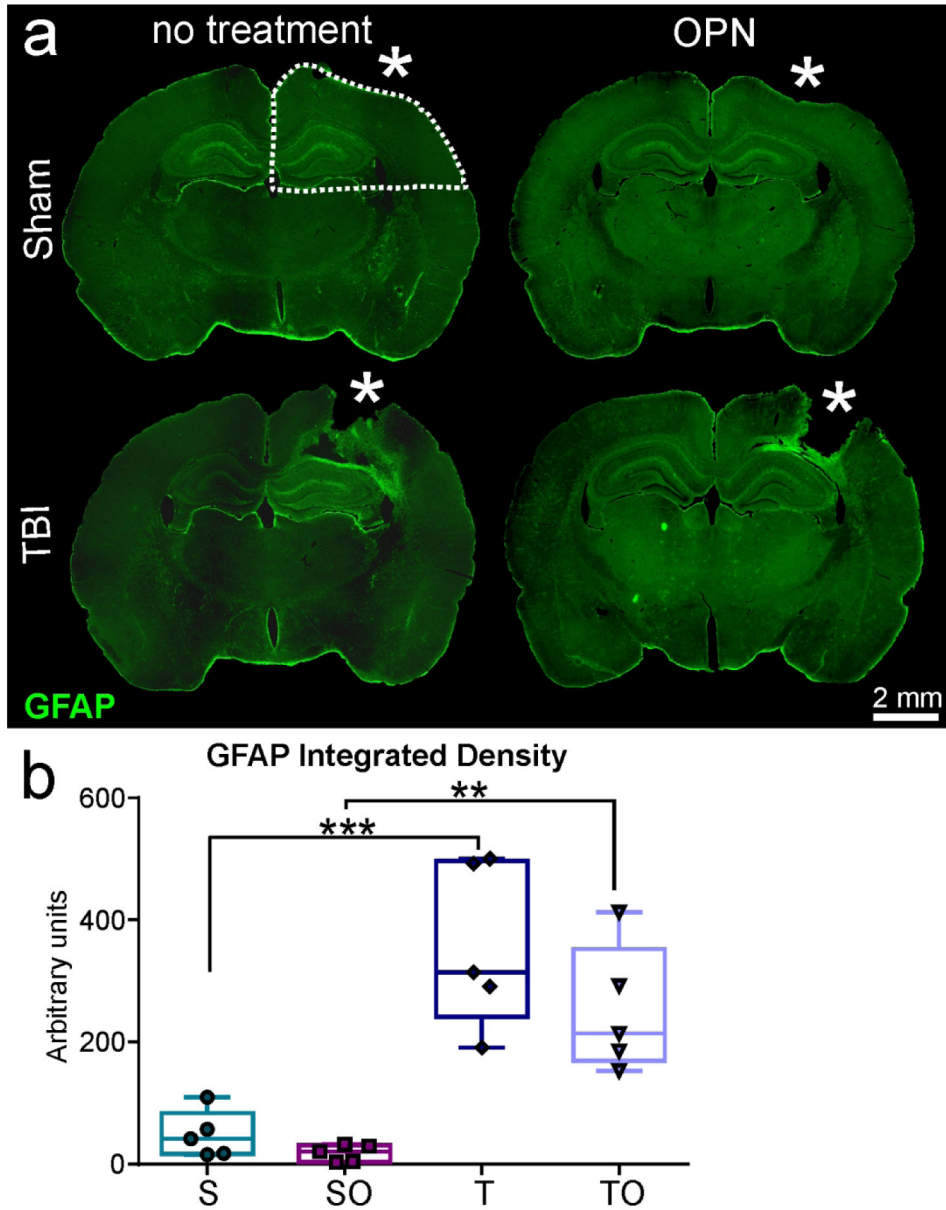 a
no treatment OPN
*
*
Sham
*
*
TBI
GFAP
2 mm
b
GFAP Integrated Density
600
**
***
400
Arbitrary units
200
0
S SO T TO